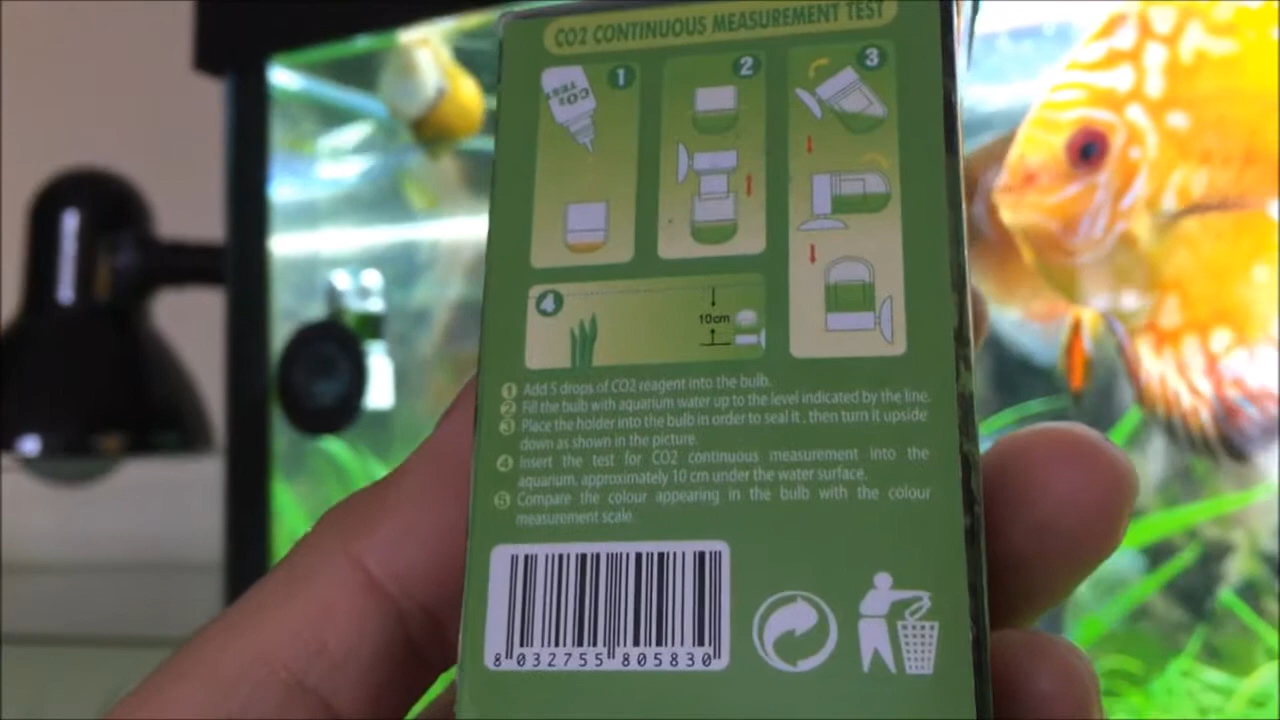 CO2 CONTINUOUS MEASUREMENT TEST
1
2
3
CO2
TEST
4
10cm
1 Add 5 drops of CO2 reagent into the bulb.
2 Fill the bulb with aquarium water up to the level indicated by the line.
3 Place the holder into the bulb in order to seal it , then turn it upside
down as shown in the picture.
4 Insert the test for CO2 continuous measurement into the
aquarium, approximately 10 cm under the water surface.
5 Compare the colour appearing in the bulb with the colour
measurement scale.
8 032755 805830